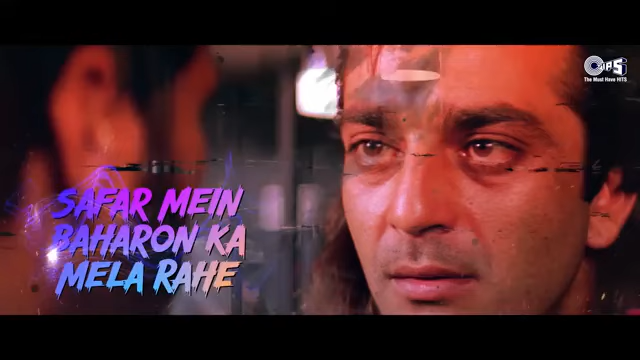 TIPS
The Must Have HITS
SAFAR MEIN
BAHARON KA
MELA RAHE